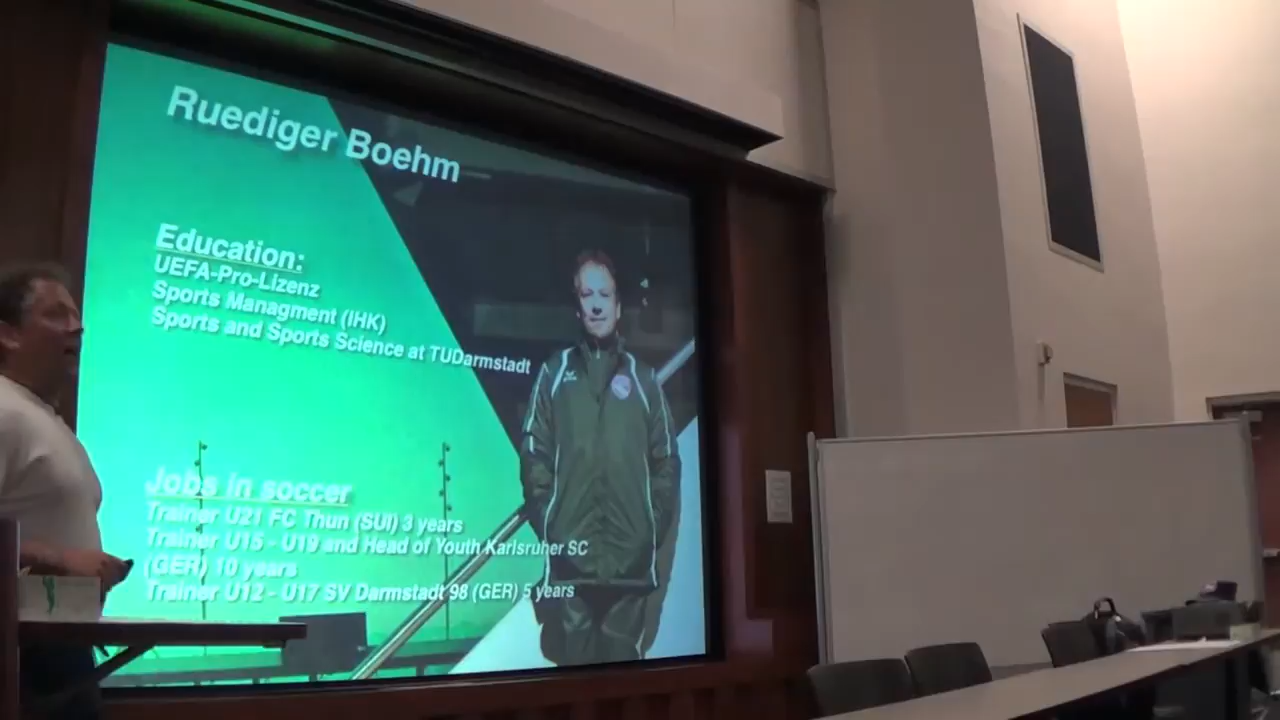 Ruediger Boehm
Education:
UEFA-Pro-Lizenz
Sports Managment (IHK)
Sports and Sports Science at TUDarmstadt
Jobs in soccer
Trainer U21 FC Thun (SUI) 3 years
Trainer U15 - U19 and Head of Youth Karlsruher SC
(GER) 10 years
Trainer U12 - U17 SV Darmstadt 98 (GER) 5 years